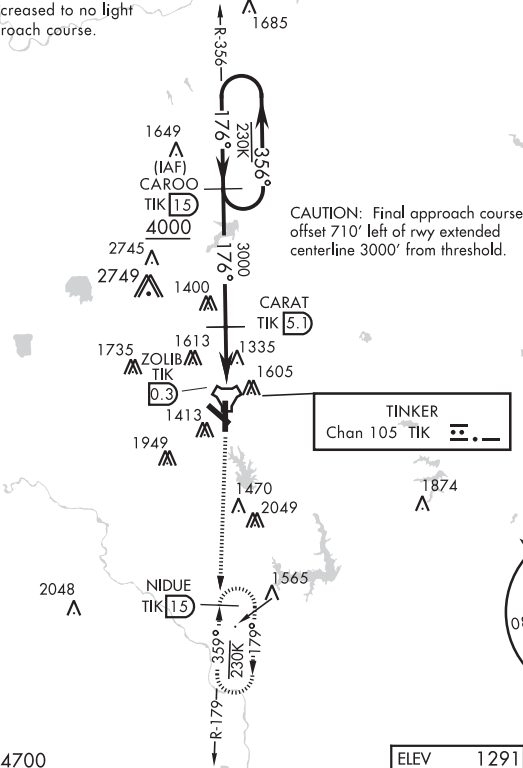 creased to no light
roach course.
1685
R-356
1649
(IAF)
CAROO
TIK 15
4000
176°
230K
356°
CAUTION: Final approach course
offset 710' left of rwy extended
centerline 3000' from threshold.
2745
2749
176°
3000
1400
CARAT
TIK 5.1
1735
1613
1335
ZOLIB
TIK
0.3
1605
TINKER
Chan 105 TIK
1413
1949
1470
2049
1874
2048
NIDUE
TIK 15
1565
359°
230K
179°
R-179
08
4700
ELEV 1291